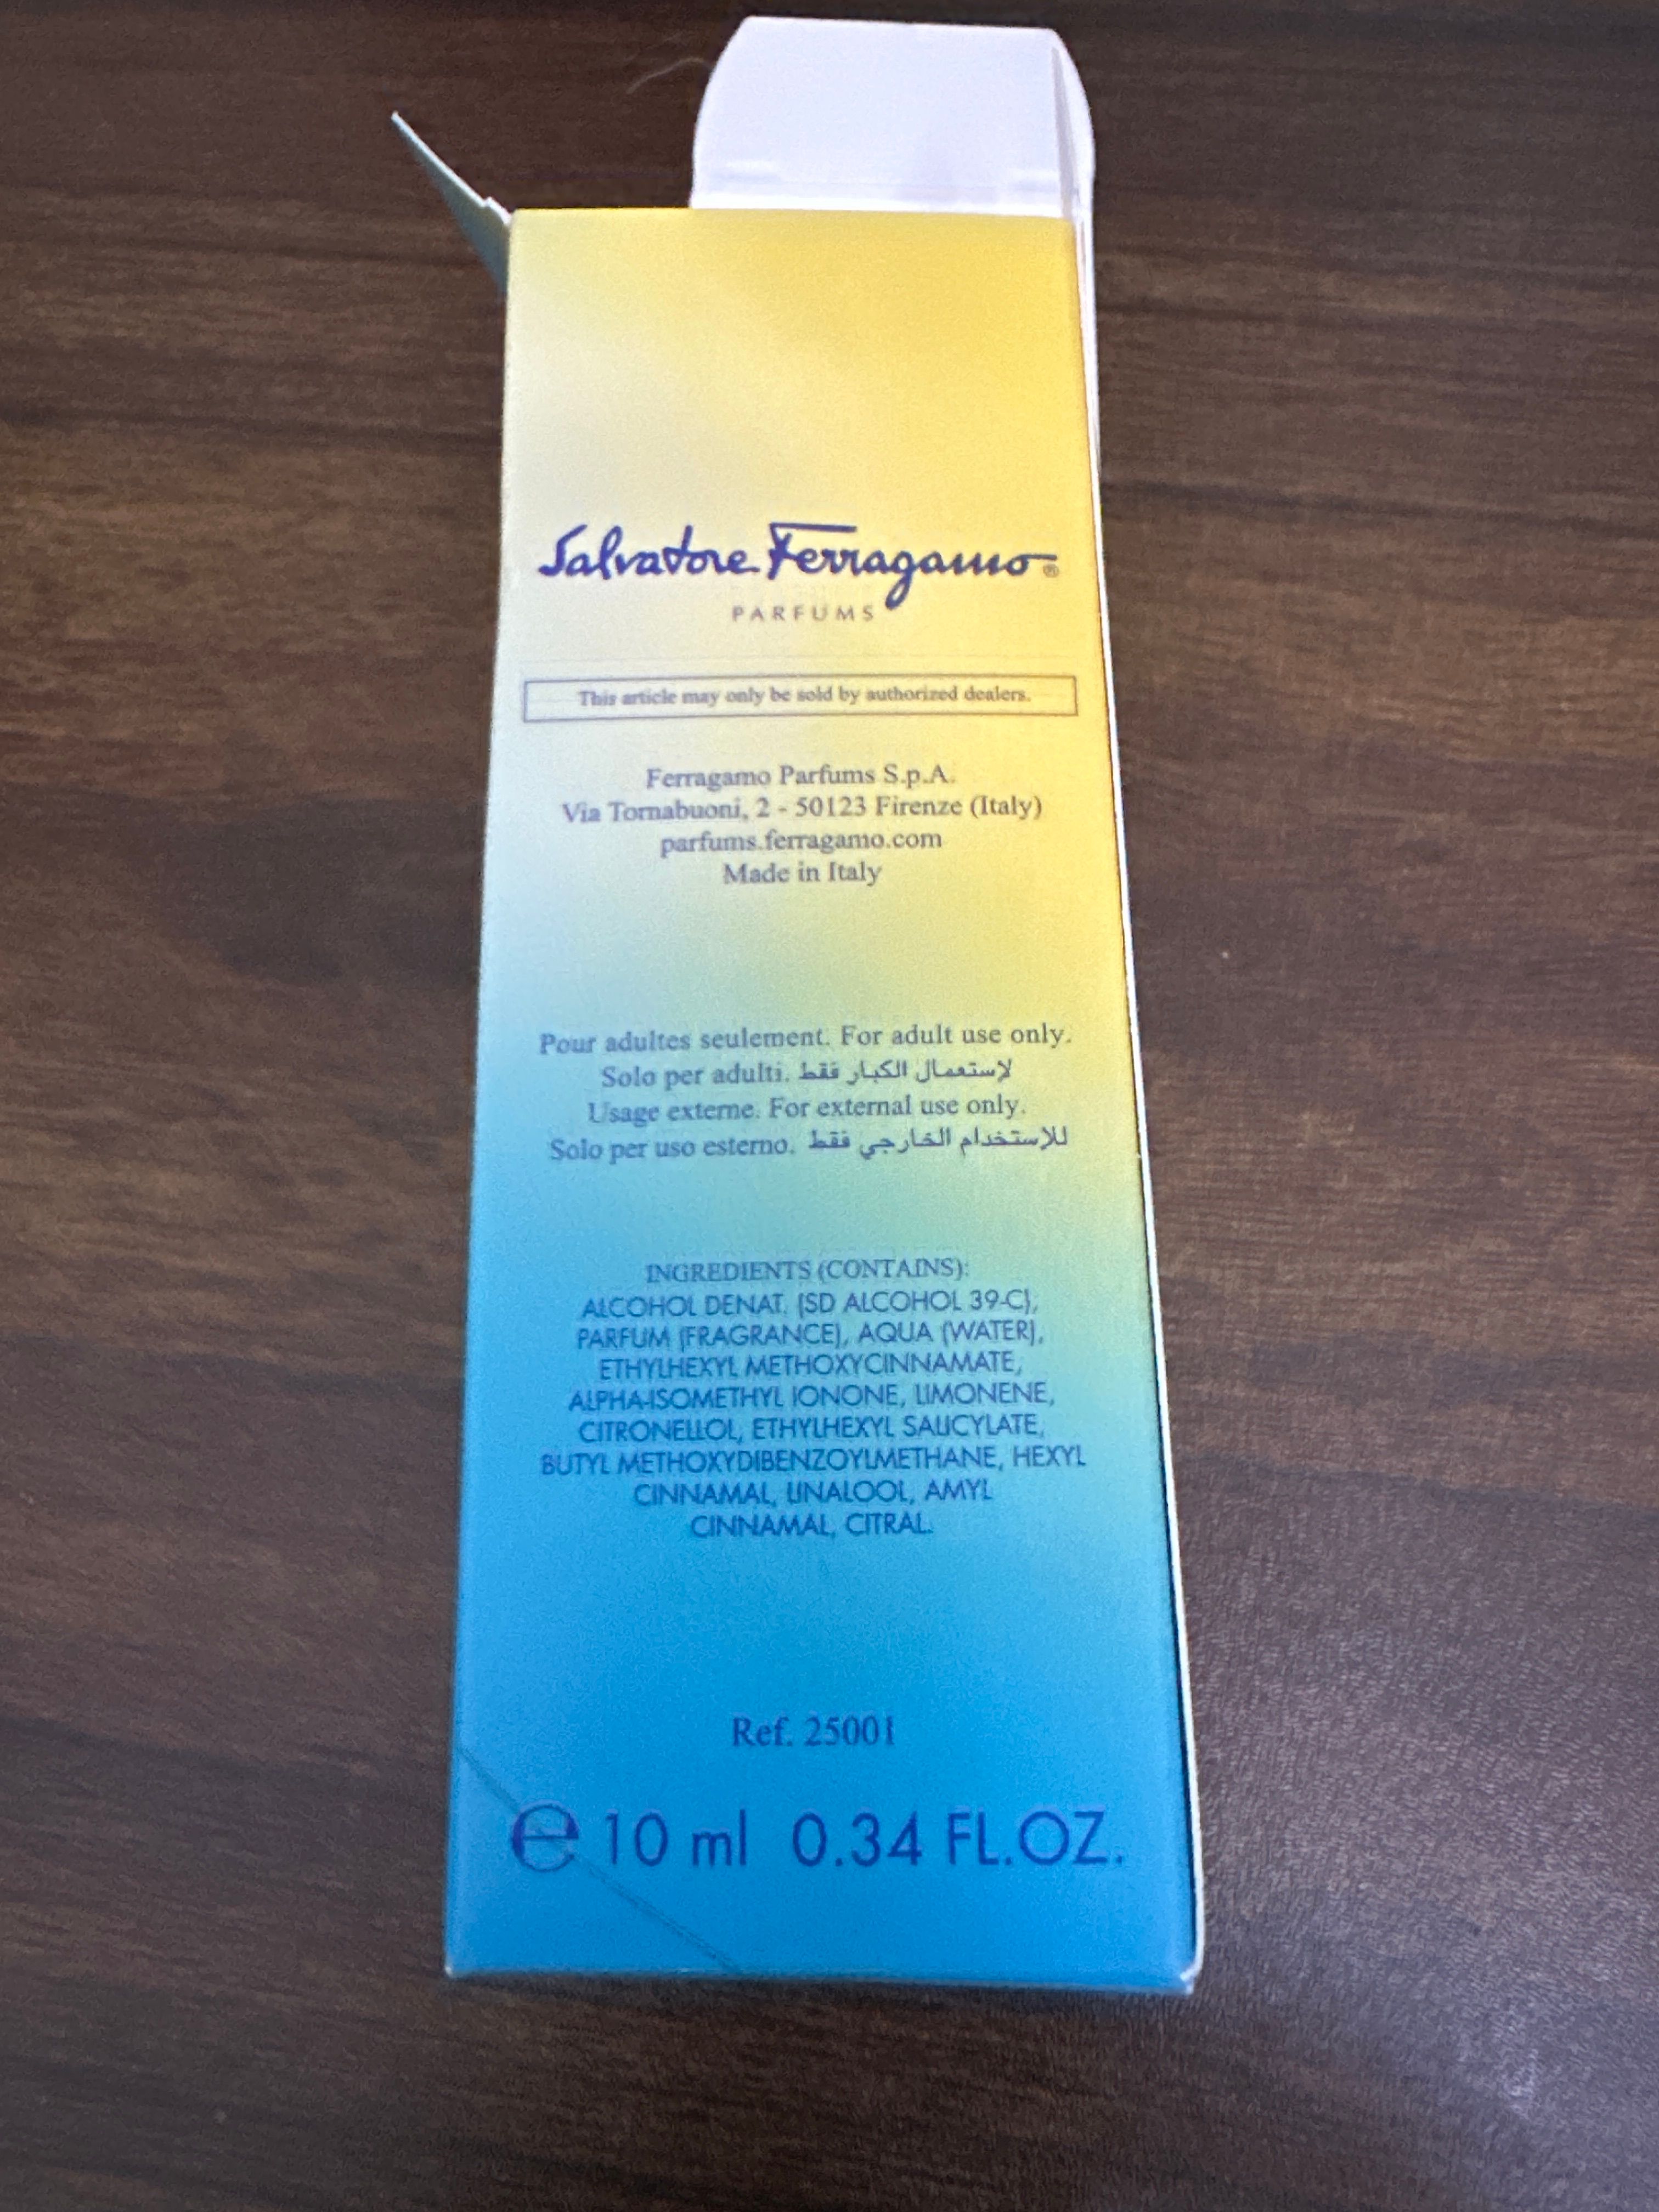 Salvatore Ferragamo®
PARFUMS
This article may only be sold by authorized dealers.
Ferragamo Parfums S.p.A.
Via Tornabuoni, 2 - 50123 Firenze (Italy)
parfums.ferragamo.com
Made in Italy
Pour adultes seulement. For adult use only.
Solo per adulti. لإستعمال الكبار فقط
Usage externe. For external use only.
Solo per uso esterno. للإستخدام الخارجي فقط
INGREDIENTS (CONTAINS):
ALCOHOL DENAT. (SD ALCOHOL 39-C),
PARFUM (FRAGRANCE), AQUA (WATER),
ETHYLHEXYL METHOXYCINNAMATE,
ALPHA-ISOMETHYL IONONE, LIMONENE,
CITRONELLOL, ETHYLHEXYL SALICYLATE,
BUTYL METHOXYDIBENZOYLMETHANE, HEXYL
CINNAMAL, LINALOOL, AMYL
CINNAMAL, CITRAL.
Ref. 25001
℮ 10 ml 0.34 FL.OZ.